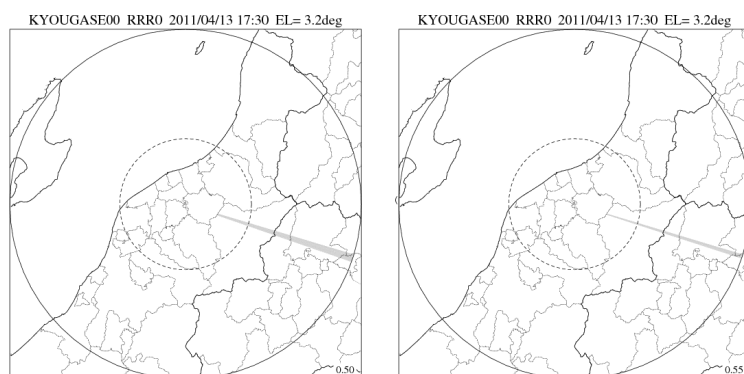 KYOUGASE00 RRR0 2011/04/13 17:30 EL= 3.2deg
0.50
KYOUGASE00 RRR0 2011/04/13 17:30 EL= 3.2deg
0.55